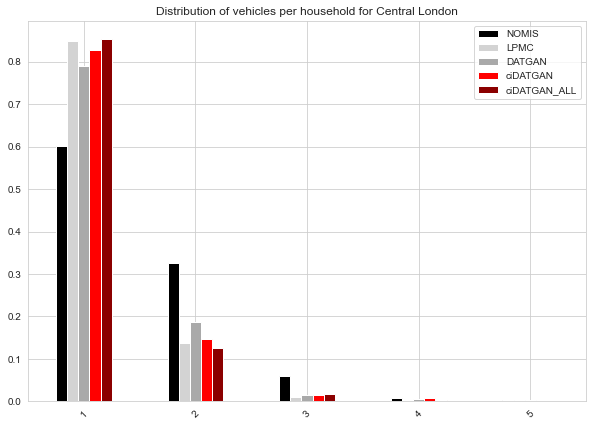 Distribution of vehicles per household for Central London
NOMIS
LPMC
DATGAN
ciDATGAN
ciDATGAN_ALL
0.8
0.7
0.6
0.5
0.4
0.3
0.2
0.1
0.0
1
2
3
4
5